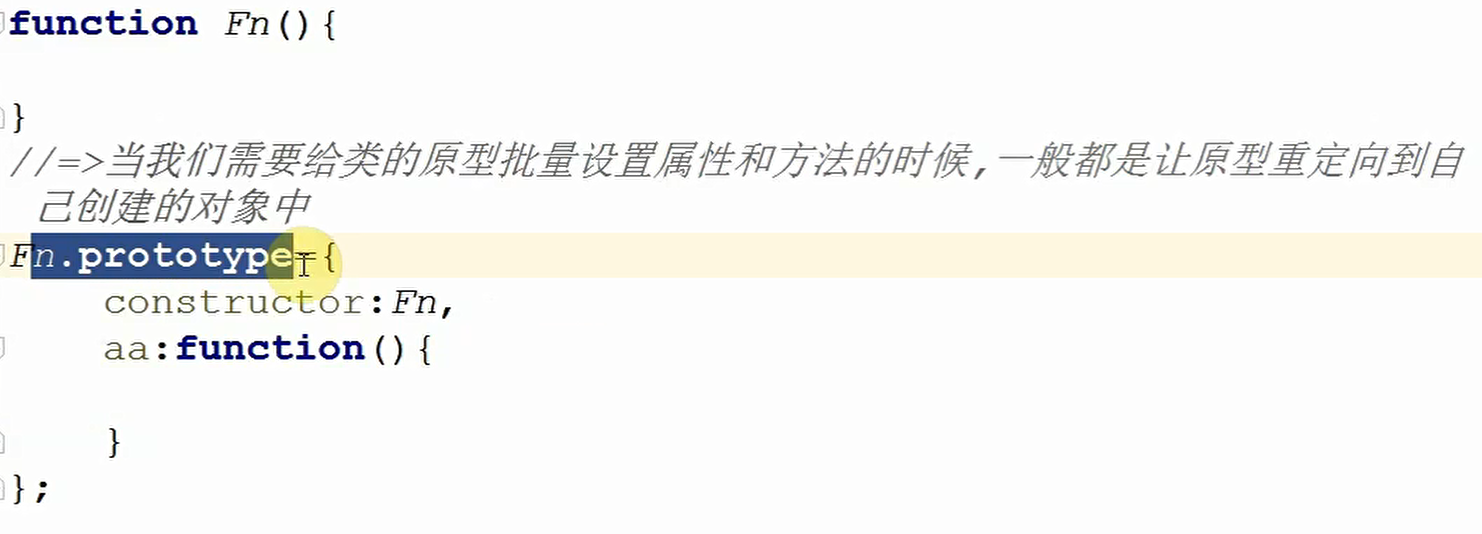 function Fn(){
}
//=>当我们需要给类的原型批量设置属性和方法的时候,一般都是让原型重定向到自
己创建的对象中
Fn.prototype={
constructor:Fn,
aa:function(){
}
};